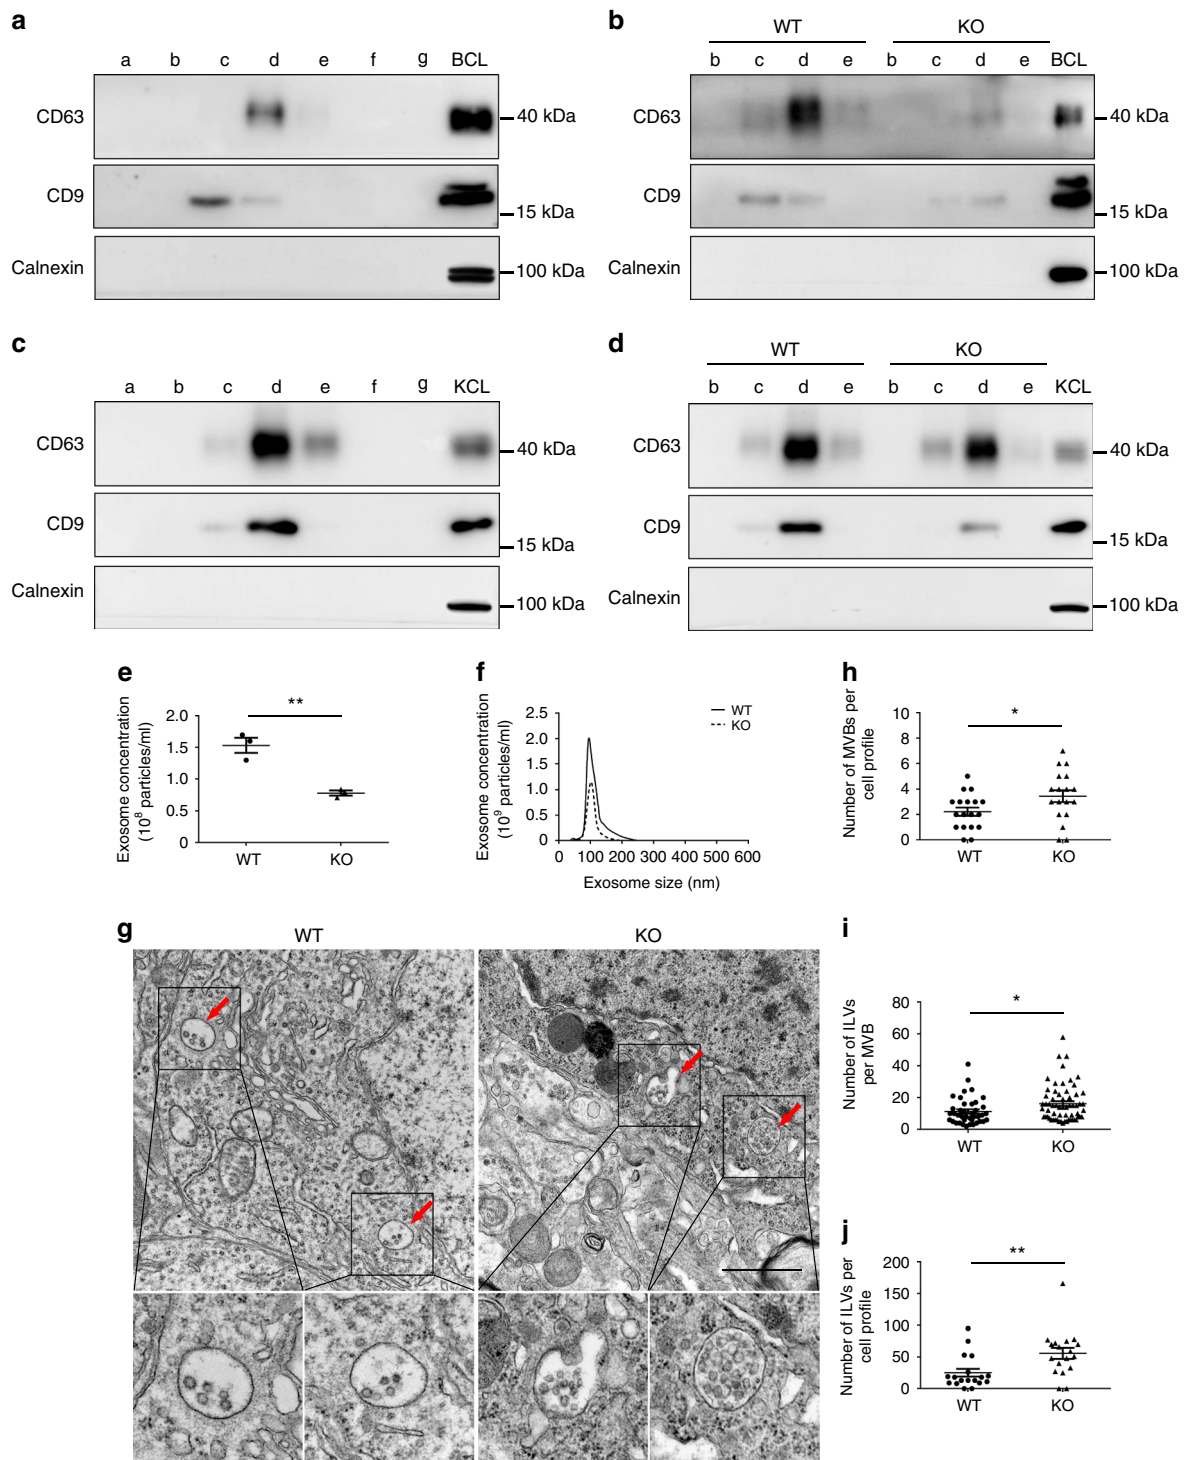 a
a b c d e f g BCL
CD63
40 kDa
CD9
15 kDa
Calnexin
100 kDa
b
WT KO
b c d e b c d e BCL
CD63
40 kDa
CD9
15 kDa
Calnexin
100 kDa
c
a b c d e f g KCL
CD63
40 kDa
CD9
15 kDa
Calnexin
100 kDa
d
WT KO
b c d e b c d e KCL
CD63
40 kDa
CD9
15 kDa
Calnexin
100 kDa
e
Exosome concentration
(10⁸ particles/ml)
2.0
1.5
1.0
0.5
0
**
WT KO
f
Exosome concentration
(10⁹ particles/ml)
2.5
2.0
1.5
1.0
0.5
0
WT
KO
0 100 200 300 400 500 600
Exosome size (nm)
h
Number of MVBs per
cell profile
10
8
6
4
2
0
*
WT KO
g
WT KO
i
Number of ILVs
per MVB
80
60
40
20
0
*
WT KO
j
Number of ILVs per
cell profile
200
150
100
50
0
**
WT KO